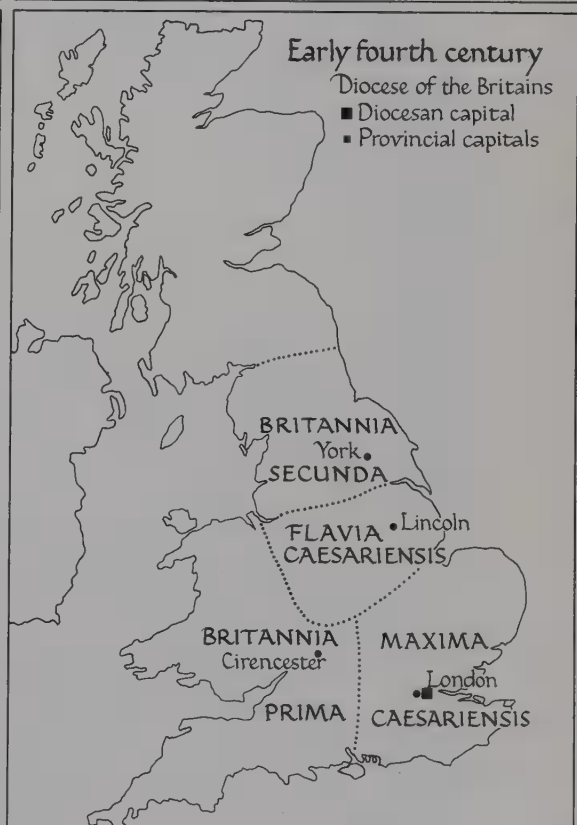 Early fourth century
Diocese of the Britains
Diocesan capital
Provincial capitals
BRITANNIA
York
SECUNDA
Lincoln
FLAVIA
CAESARIENSIS
BRITANNIA
Cirencester
PRIMA
MAXIMA
London
CAESARIENSIS